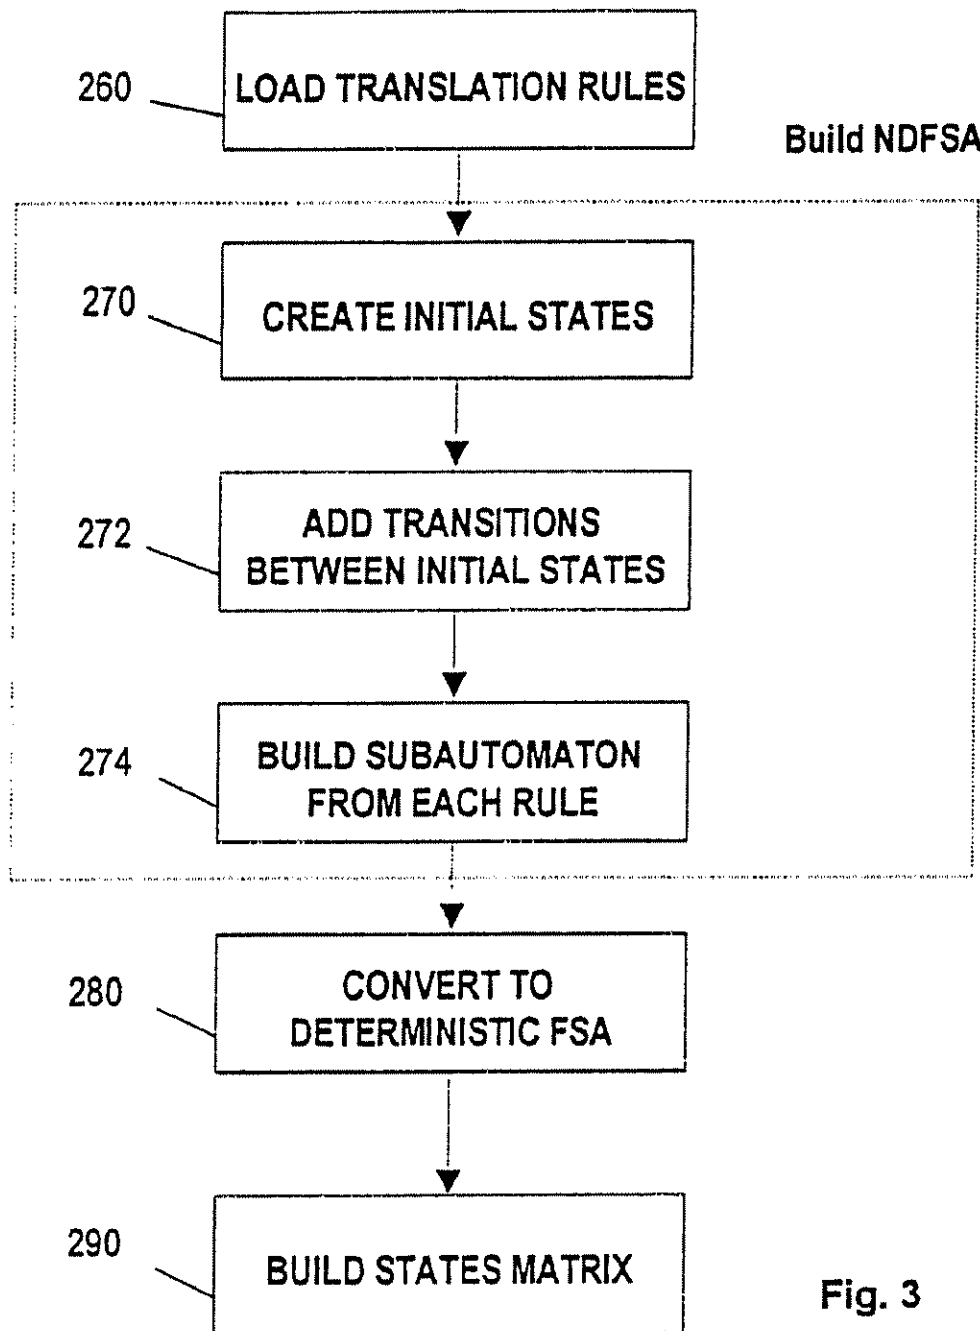 260
LOAD TRANSLATION RULES
Build NDFSA
270
CREATE INITIAL STATES
272
ADD TRANSITIONS
BETWEEN INITIAL STATES
274
BUILD SUBAUTOMATON
FROM EACH RULE
280
CONVERT TO
DETERMINISTIC FSA
290
BUILD STATES MATRIX
Fig. 3